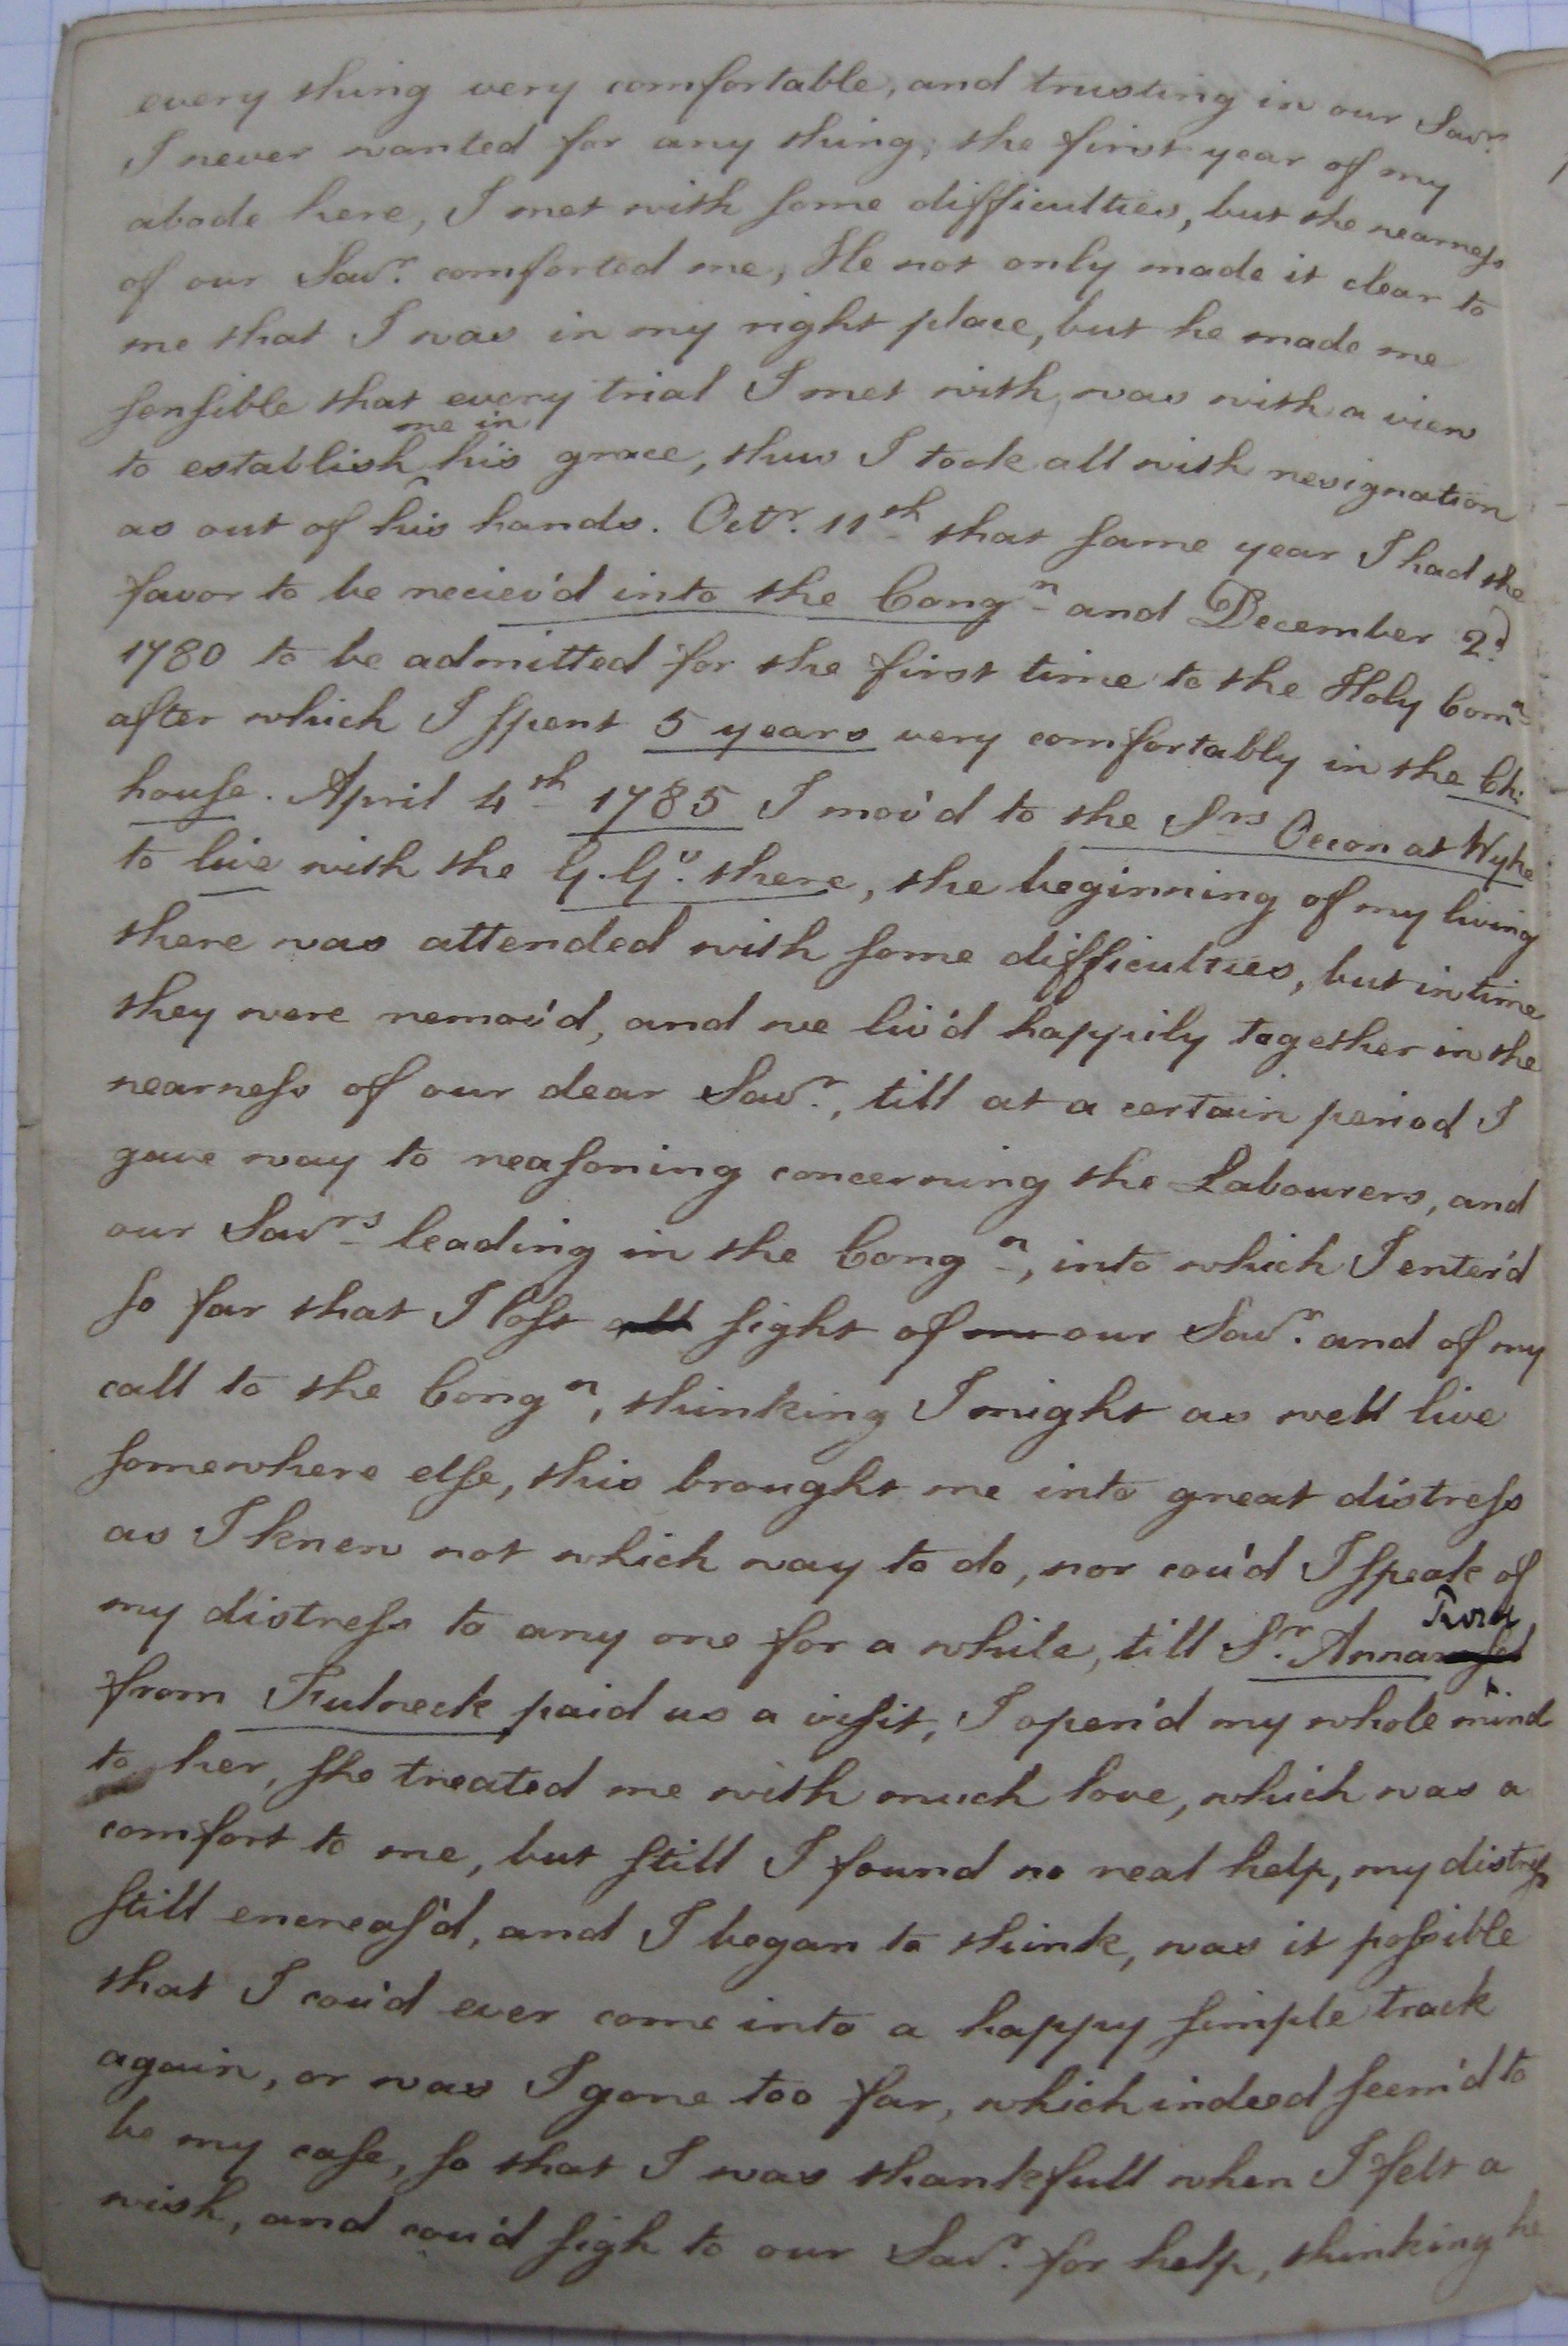 every thing very comfortable, and trusting in our Savr.
I never wanted for any thing, the first year of my
abode here, I met with some difficulties, but the nearness
of our Savr. comforted me, He not only made it clear to
me that I was in my right place, but he made me
sensible that every trial I met with, was with a view
to establish me in his grace, thus I took all with resignation
as out of his hands. Octr. 11th that same year I had the
favor to be reciev'd into the Congn and December 2d
1780 to be admitted for the first time to the Holy Comn
after which I spent 5 years very comfortably in the Ch:
house. April 4th 1785 I mov'd to the Srs Oecon at Wyke
to live with the G.G.s there, the beginning of my living
there was attended with some difficulties, but in time
they were remov'd, and we liv'd happily together in the
nearness of our dear Savr., till at a certain period I
gave way to reasoning concerning the Labourers, and
our Savrs leading in the Congn, into which I enter'd
so far that I lost all sight of our Savr. and of my
call to the Congn, thinking I might as well live
somewhere else, this brought me into great distress
as I knew not which way to do, nor cou'd I speak of
my distress to any one for a while, till Sr. Anna
from Fulneck paid us a visit, I open'd my whole mind
to her, she treated me with much love, which was a
comfort to me, but still I found no real help, my distress
still encreas'd, and I began to think, was it possible
that I cou'd ever come into a happy simple track
again, or was I gone too far, which indeed seem'd to
be my case, so that I was thankfull when I felt a
wish, and cou'd sigh to our Savr. for help, thinking he